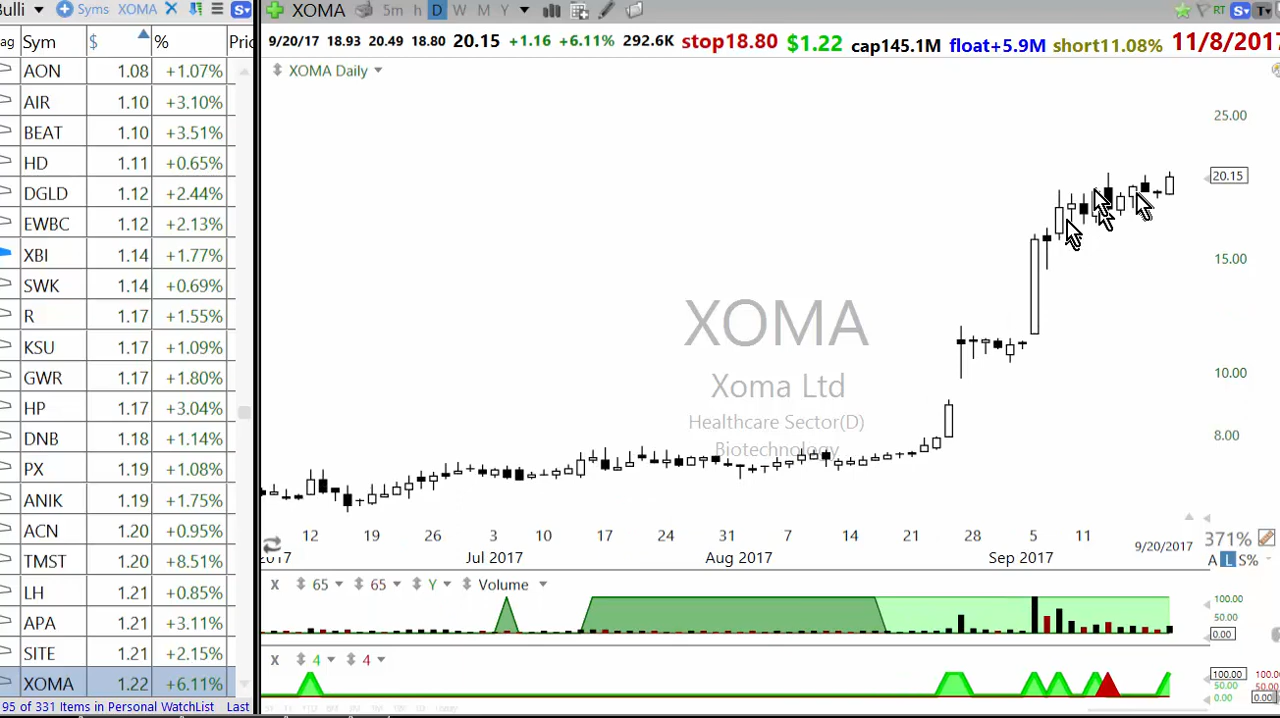 ulli Syms XOMA S
ag Sym $ % Pric
AON 1.08 +1.07%
AIR 1.10 +3.10%
BEAT 1.10 +3.51%
HD 1.11 +0.65%
DGLD 1.12 +2.44%
EWBC 1.12 +2.13%
XBI 1.14 +1.77%
SWK 1.14 +0.69%
R 1.17 +1.55%
KSU 1.17 +1.09%
GWR 1.17 +1.80%
HP 1.17 +3.04%
DNB 1.18 +1.14%
PX 1.19 +1.08%
ANIK 1.19 +1.75%
ACN 1.20 +0.95%
TMST 1.20 +8.51%
LH 1.21 +0.85%
APA 1.21 +3.11%
SITE 1.21 +2.15%
XOMA 1.22 +6.11%
95 of 331 Items in Personal WatchList Last
XOMA 5m h D W M Y RT S T
9/20/17 18.93 20.49 18.80 20.15 +1.16 +6.11% 292.6K stop18.80 $1.22 cap145.1M float+5.9M short11.08% 11/8/2017
XOMA Daily
25.00
20.15
15.00
10.00
8.00
XOMA
Xoma Ltd
Healthcare Sector(D)
Biotechnology
12 19 26 3 10 17 24 31 7 14 21 28 5 11
2017 Jul 2017 Aug 2017 Sep 2017 9/20/2017
371%
A L S%
X 65 65 Y Volume
100.00
50.00
0.00
X 4 4
100.00 100.0
50.00 50.00
0.00 0.00